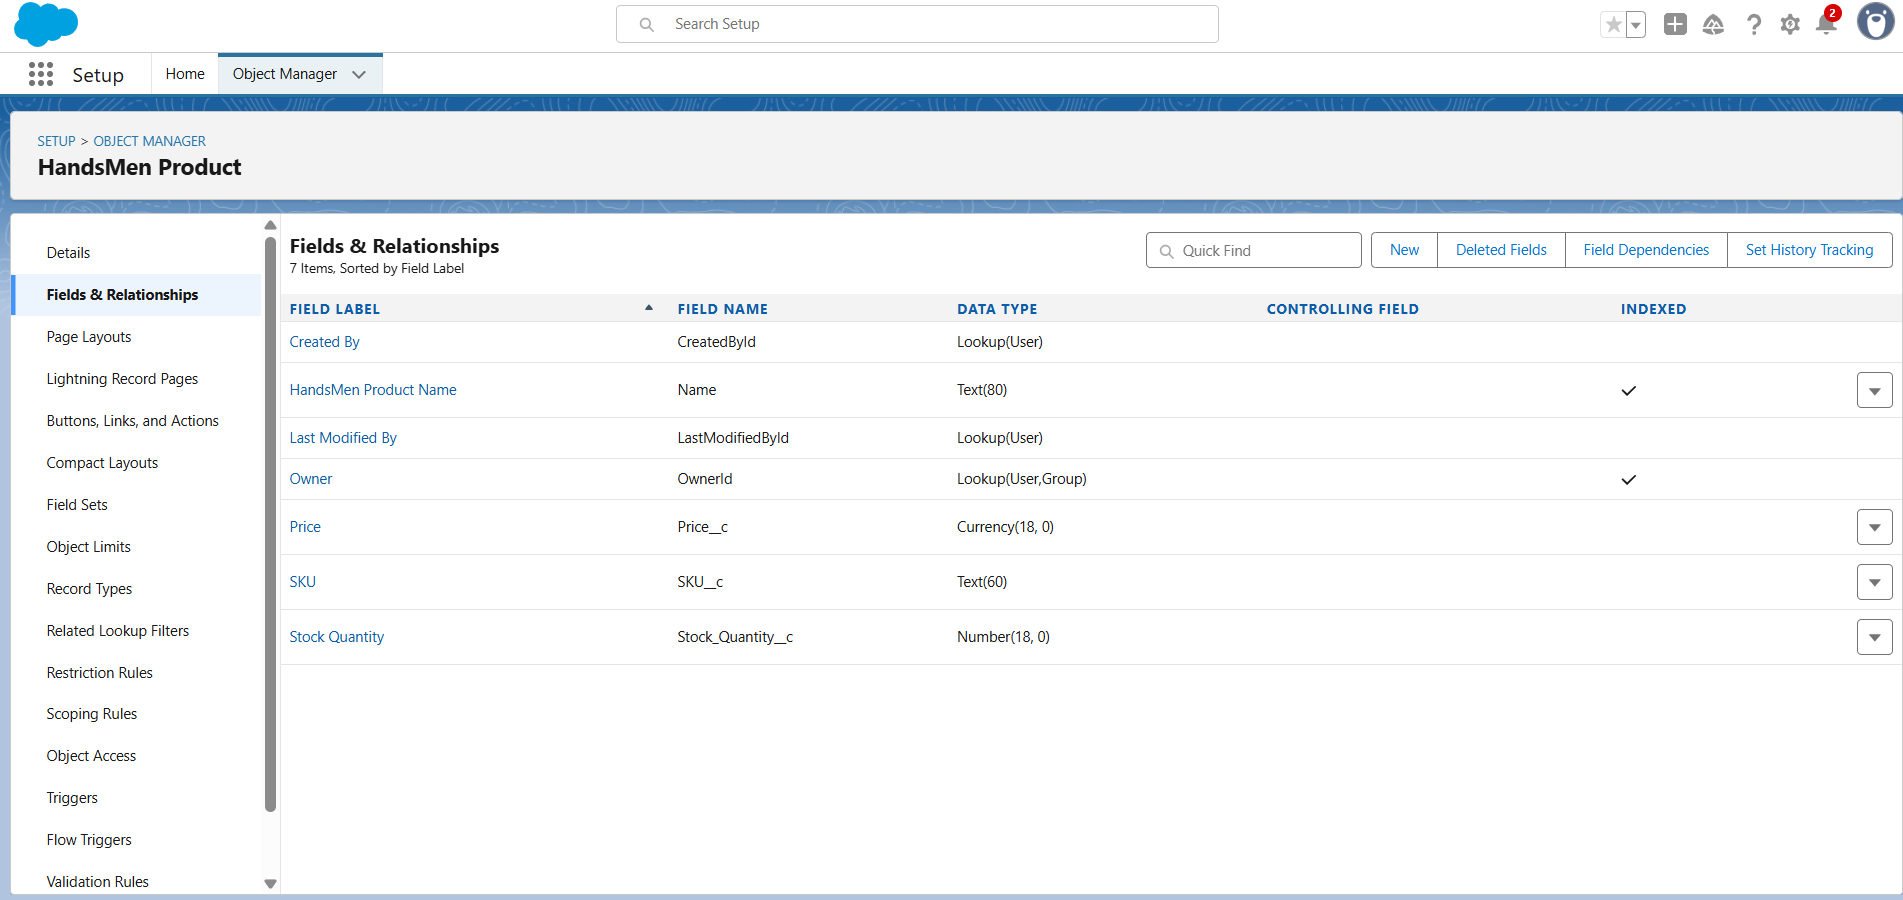 Search Setup
2
Setup
Home
Object Manager
SETUP > OBJECT MANAGER
HandsMen Product
Details
Fields & Relationships
Page Layouts
Lightning Record Pages
Buttons, Links, and Actions
Compact Layouts
Field Sets
Object Limits
Record Types
Related Lookup Filters
Restriction Rules
Scoping Rules
Object Access
Triggers
Flow Triggers
Validation Rules
Fields & Relationships
7 Items, Sorted by Field Label
Quick Find
New
Deleted Fields
Field Dependencies
Set History Tracking
FIELD LABEL FIELD NAME DATA TYPE CONTROLLING FIELD INDEXED
Created By CreatedById Lookup(User)
HandsMen Product Name Name Text(80)
Last Modified By LastModifiedById Lookup(User)
Owner OwnerId Lookup(User,Group)
Price Price__c Currency(18, 0)
SKU SKU__c Text(60)
Stock Quantity Stock_Quantity__c Number(18, 0)